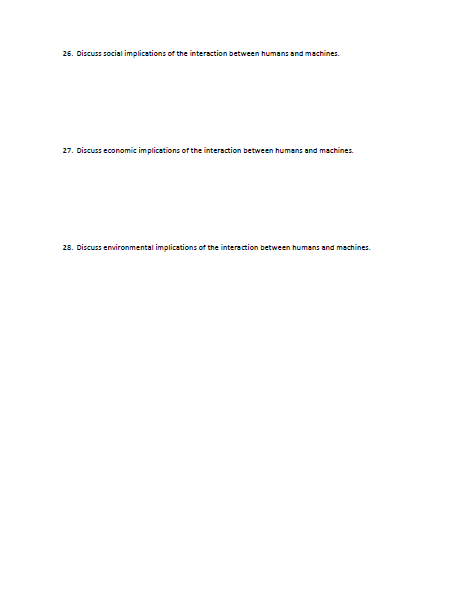 26. Discuss social implications of the interaction between humans and machines.
27. Discuss economic implications of the interaction between humans and machines.
28. Discuss environmental implications of the interaction between humans and machines.